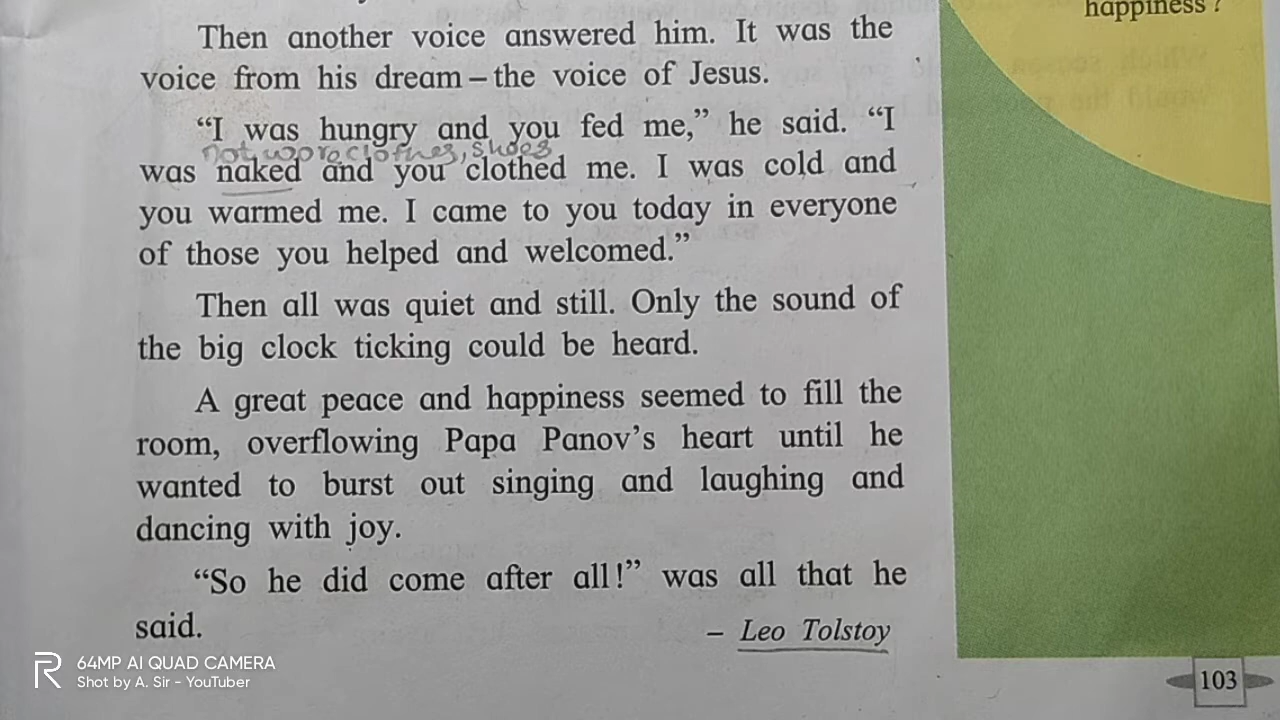 happiness ?
Then another voice answered him. It was the
voice from his dream – the voice of Jesus.
“I was hungry and you fed me,” he said. “I
not wore clothes, shoes
was naked and you clothed me. I was cold and
you warmed me. I came to you today in everyone
of those you helped and welcomed.”
Then all was quiet and still. Only the sound of
the big clock ticking could be heard.
A great peace and happiness seemed to fill the
room, overflowing Papa Panov’s heart until he
wanted to burst out singing and laughing and
dancing with joy.
“So he did come after all!” was all that he
said.
– Leo Tolstoy
103
64MP AI QUAD CAMERA
Shot by A. Sir - YouTuber